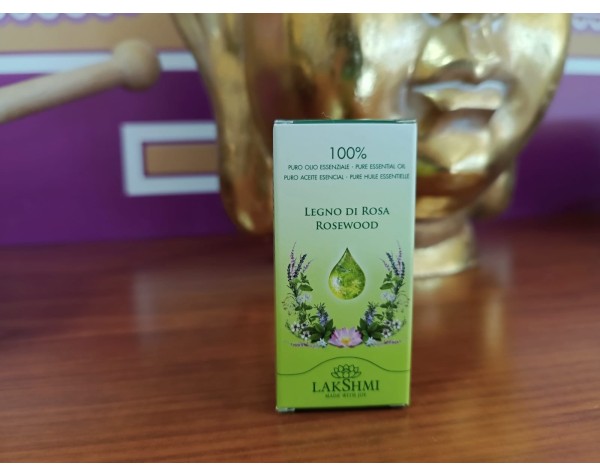 100%
PURO OLIO ESSENZIALE - PURE ESSENTIAL OIL
PURO ACEITE ESENCIAL - PURE HUILE ESSENTIELLE
LEGNO DI ROSA
ROSEWOOD
LAKSHMI
MADE WITH JOY